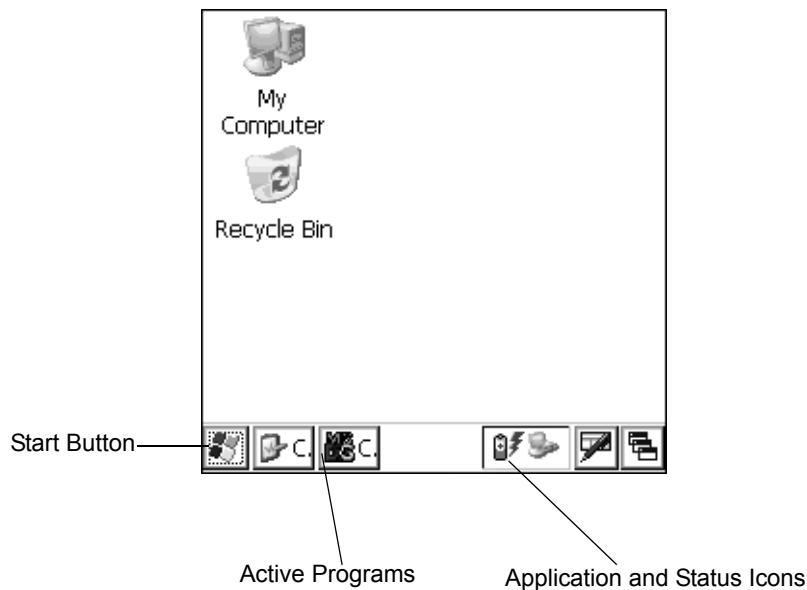 My
Computer
Recycle Bin
Start Button
C.
C.
Active Programs
Application and Status Icons